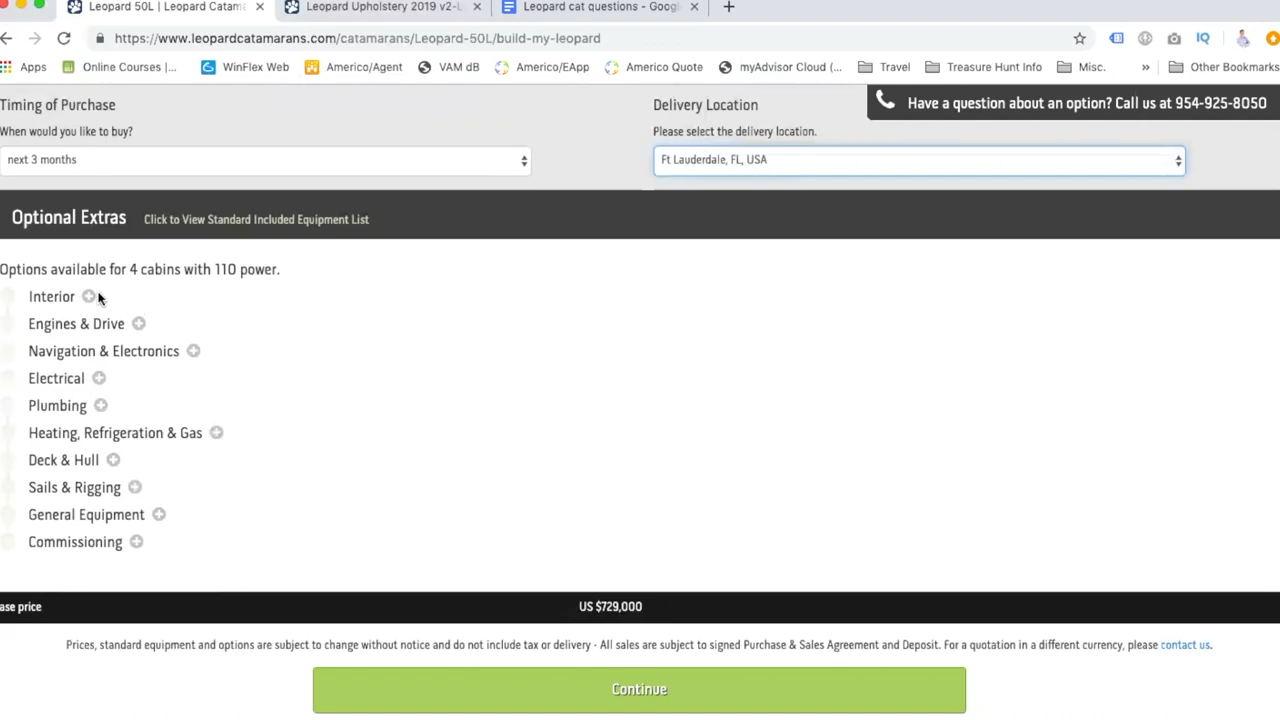 Leopard 50L | Leopard Catama
Leopard Upholstery 2019 v2-L
Leopard cat questions - Googl
https://www.leopardcatamarans.com/catamarans/Leopard-50L/build-my-leopard
IQ
Apps
Online Courses |...
WinFlex Web
Americo/Agent
VAM dB
Americo/EApp
Americo Quote
myAdvisor Cloud (...
Travel
Treasure Hunt Info
Misc.
»
Other Bookmarks
Have a question about an option? Call us at 954-925-8050
Timing of Purchase
Delivery Location
When would you like to buy?
Please select the delivery location.
next 3 months
Ft Lauderdale, FL, USA
Optional Extras
Click to View Standard Included Equipment List
Options available for 4 cabins with 110 power.
Interior
Engines & Drive
Navigation & Electronics
Electrical
Plumbing
Heating, Refrigeration & Gas
Deck & Hull
Sails & Rigging
General Equipment
Commissioning
ase price
US $729,000
Prices, standard equipment and options are subject to change without notice and do not include tax or delivery - All sales are subject to signed Purchase & Sales Agreement and Deposit. For a quotation in a different currency, please contact us.
Continue